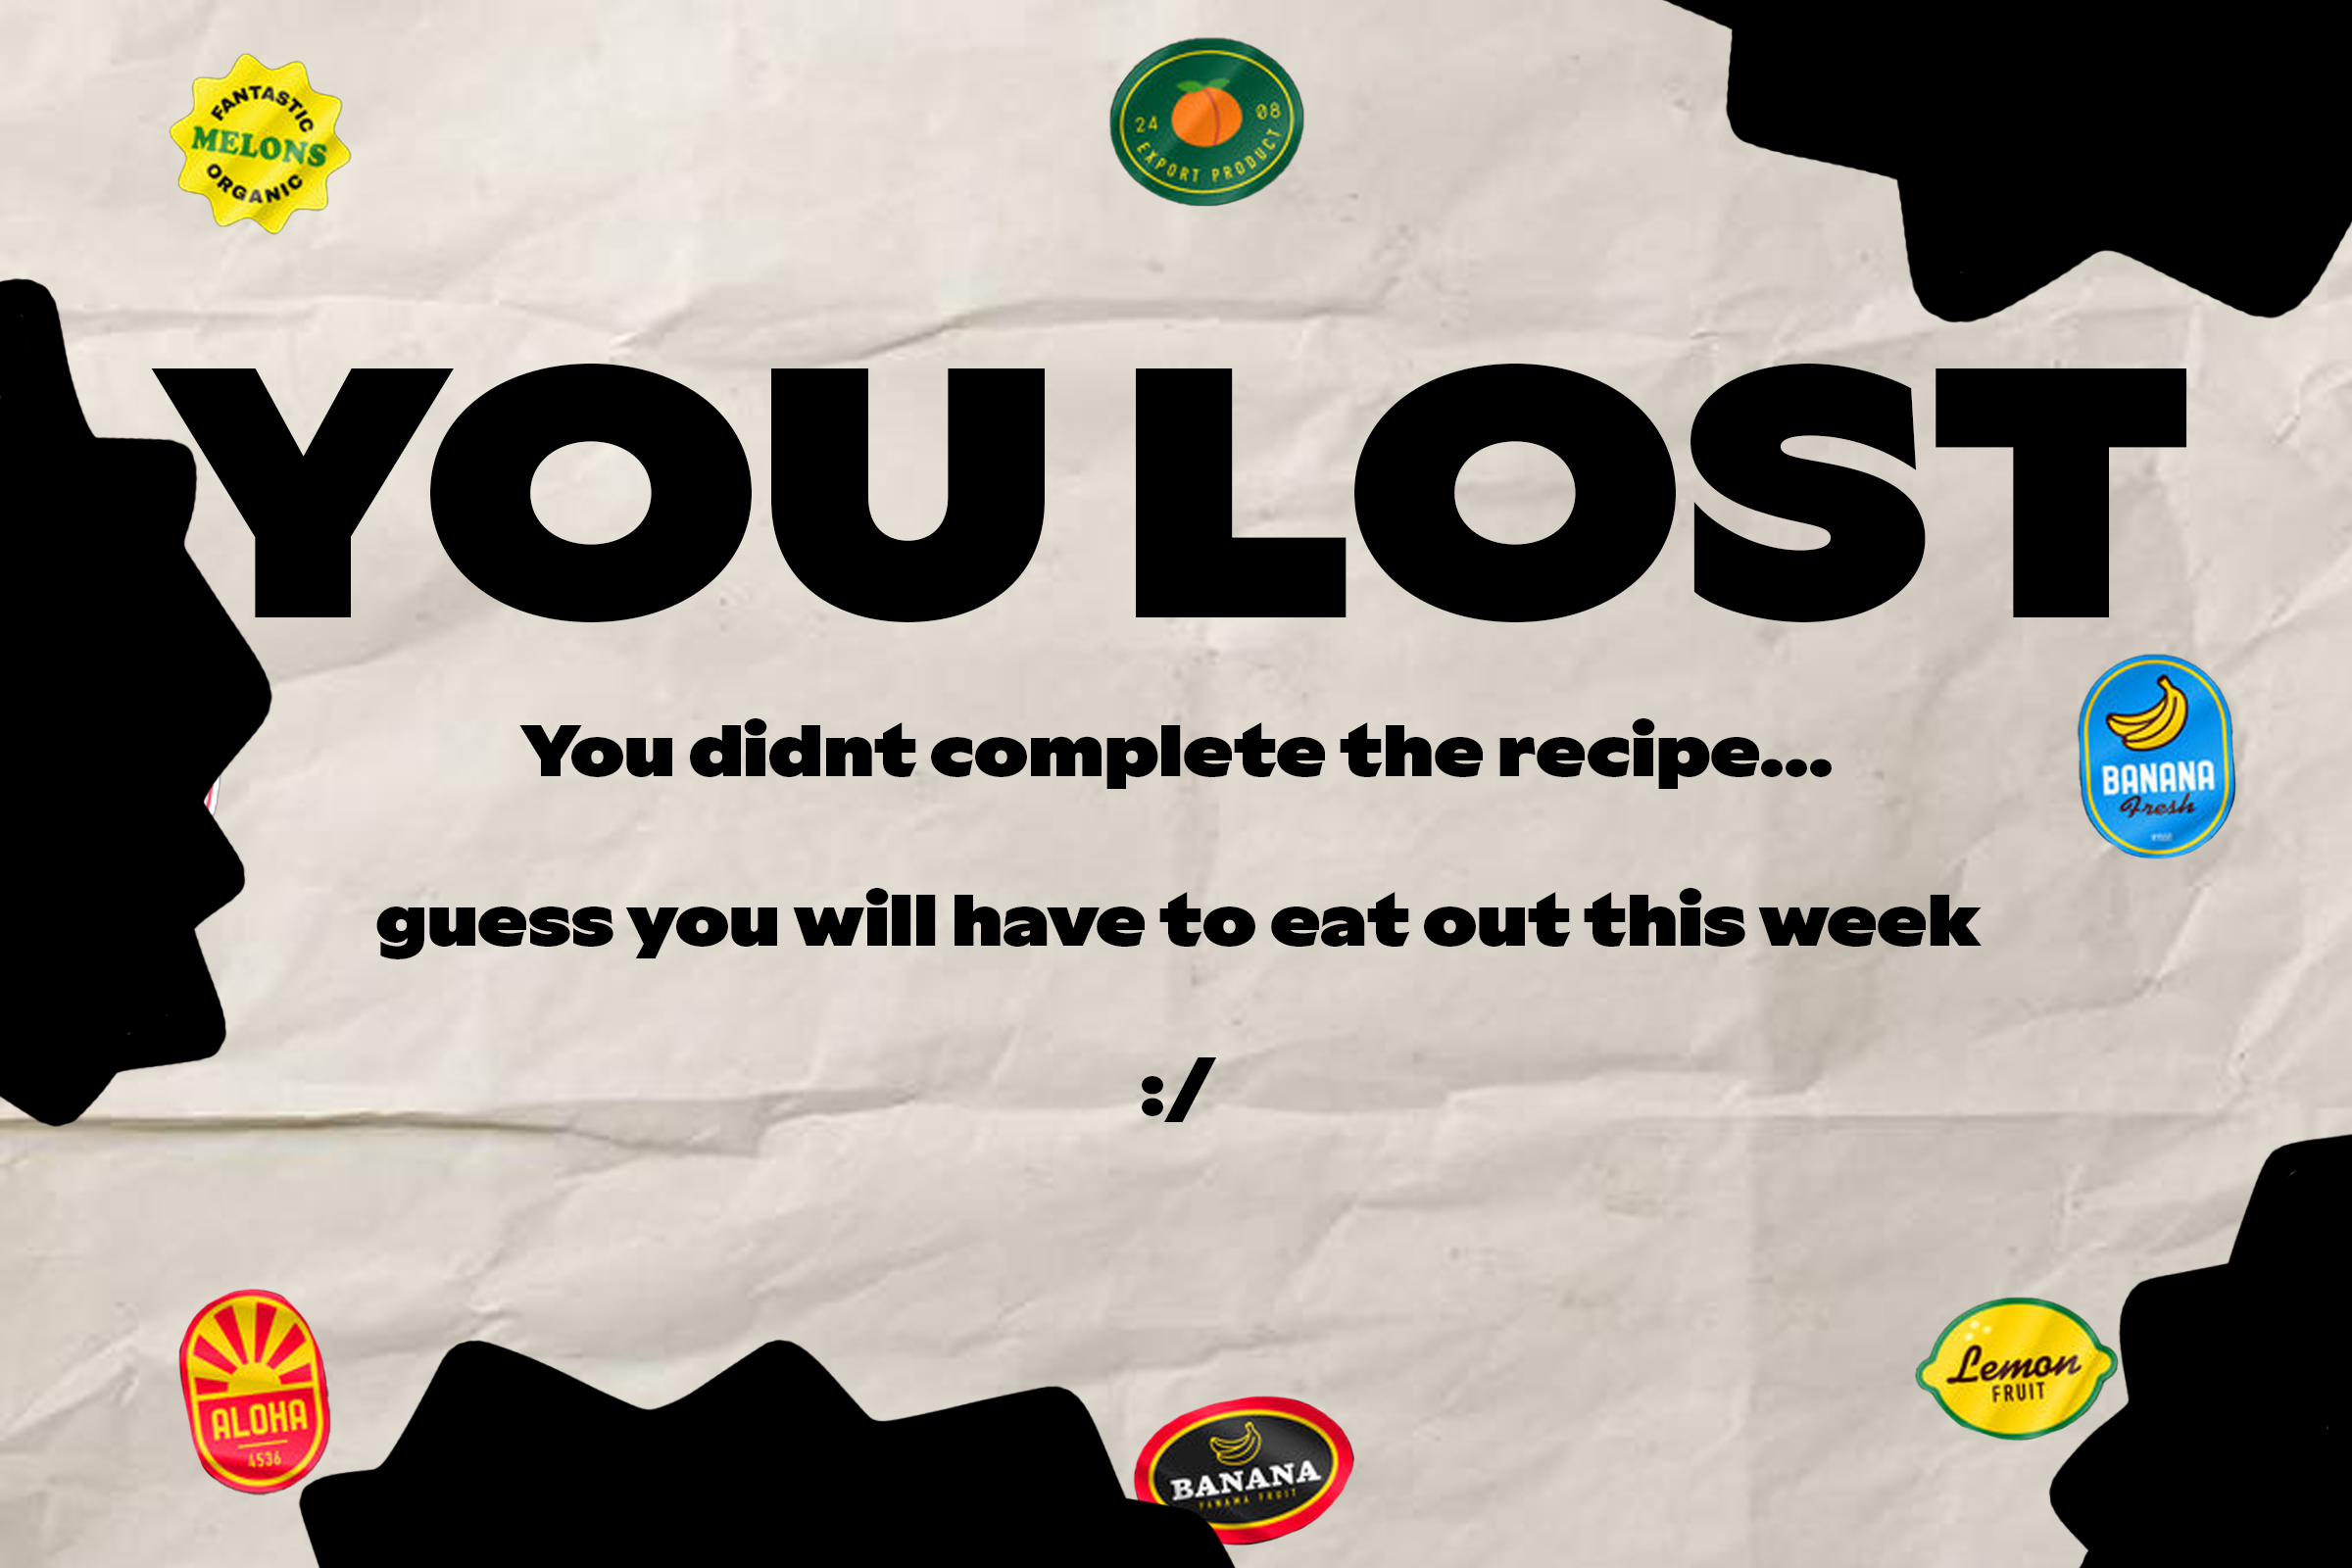 FANTASTIC
MELONS
ORGANIC
24 08
EXPORT PRODUCT
YOU LOST
You didnt complete the recipe...
BANANA
Fresh
guess you will have to eat out this week
:/
ALOHA
4536
Lemon
FRUIT
BANANA
PANAMA FRUIT